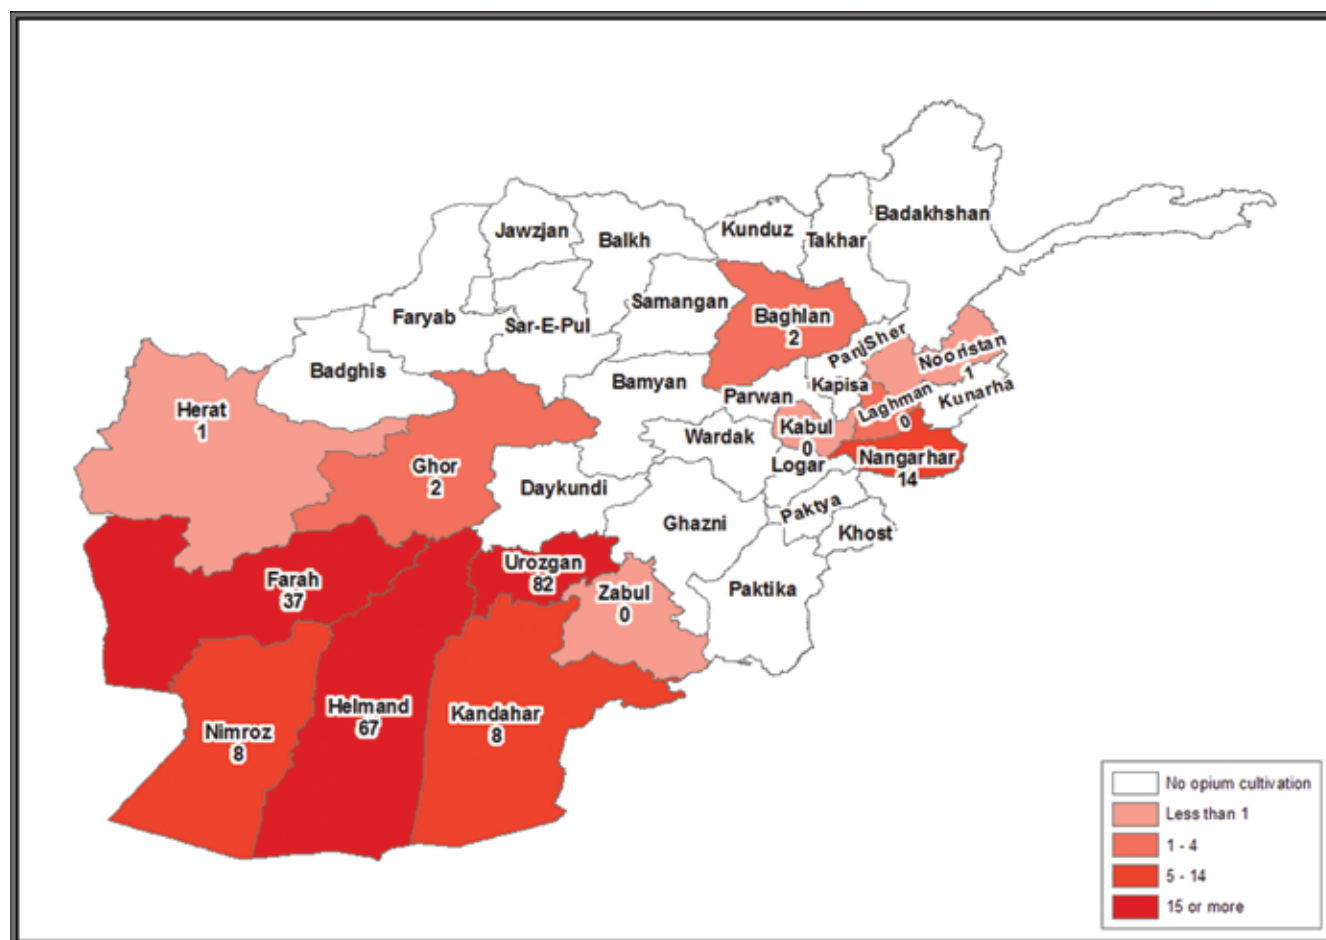 Badakhshan
Jawzjan
Balkh
Kunduz
Takhar
Faryab
Sar-E-Pul
Samangan
Baghlan
2
PanjSher
Nooristan
1
Badghis
Bamyan
Parwan
Kapisa
Laghman
0
Kunarha
Herat
1
Wardak
Kabul
0
Logar
Nangarhar
14
Ghor
2
Daykundi
Ghazni
Paktya
Khost
Farah
37
Urozgan
82
Zabul
0
Paktika
Nimroz
8
Helmand
67
Kandahar
8
No opium cultivation
Less than 1
1 - 4
5 - 14
15 or more